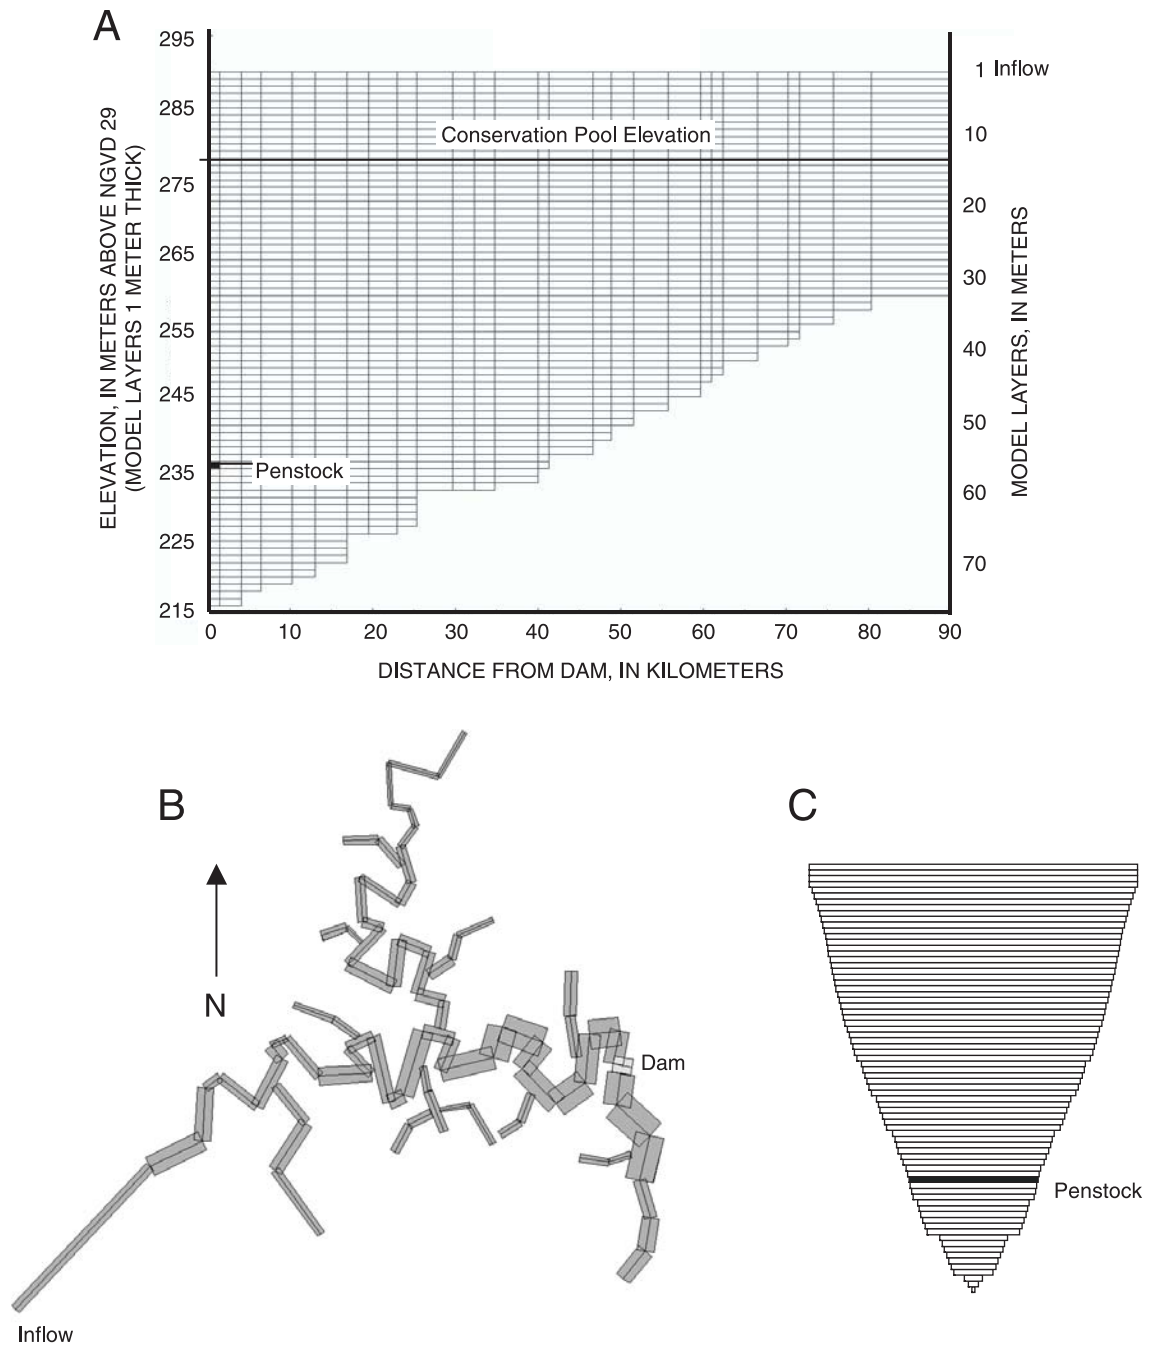 A
295
285
275
265
255
245
235
225
215
ELEVATION, IN METERS ABOVE NGVD 29
(MODEL LAYERS 1 METER THICK)
Conservation Pool Elevation
Penstock
1 Inflow
10
20
30
40
50
60
70
MODEL LAYERS, IN METERS
0 10 20 30 40 50 60 70 80 90
DISTANCE FROM DAM, IN KILOMETERS
B
N
Dam
Inflow
C
Penstock